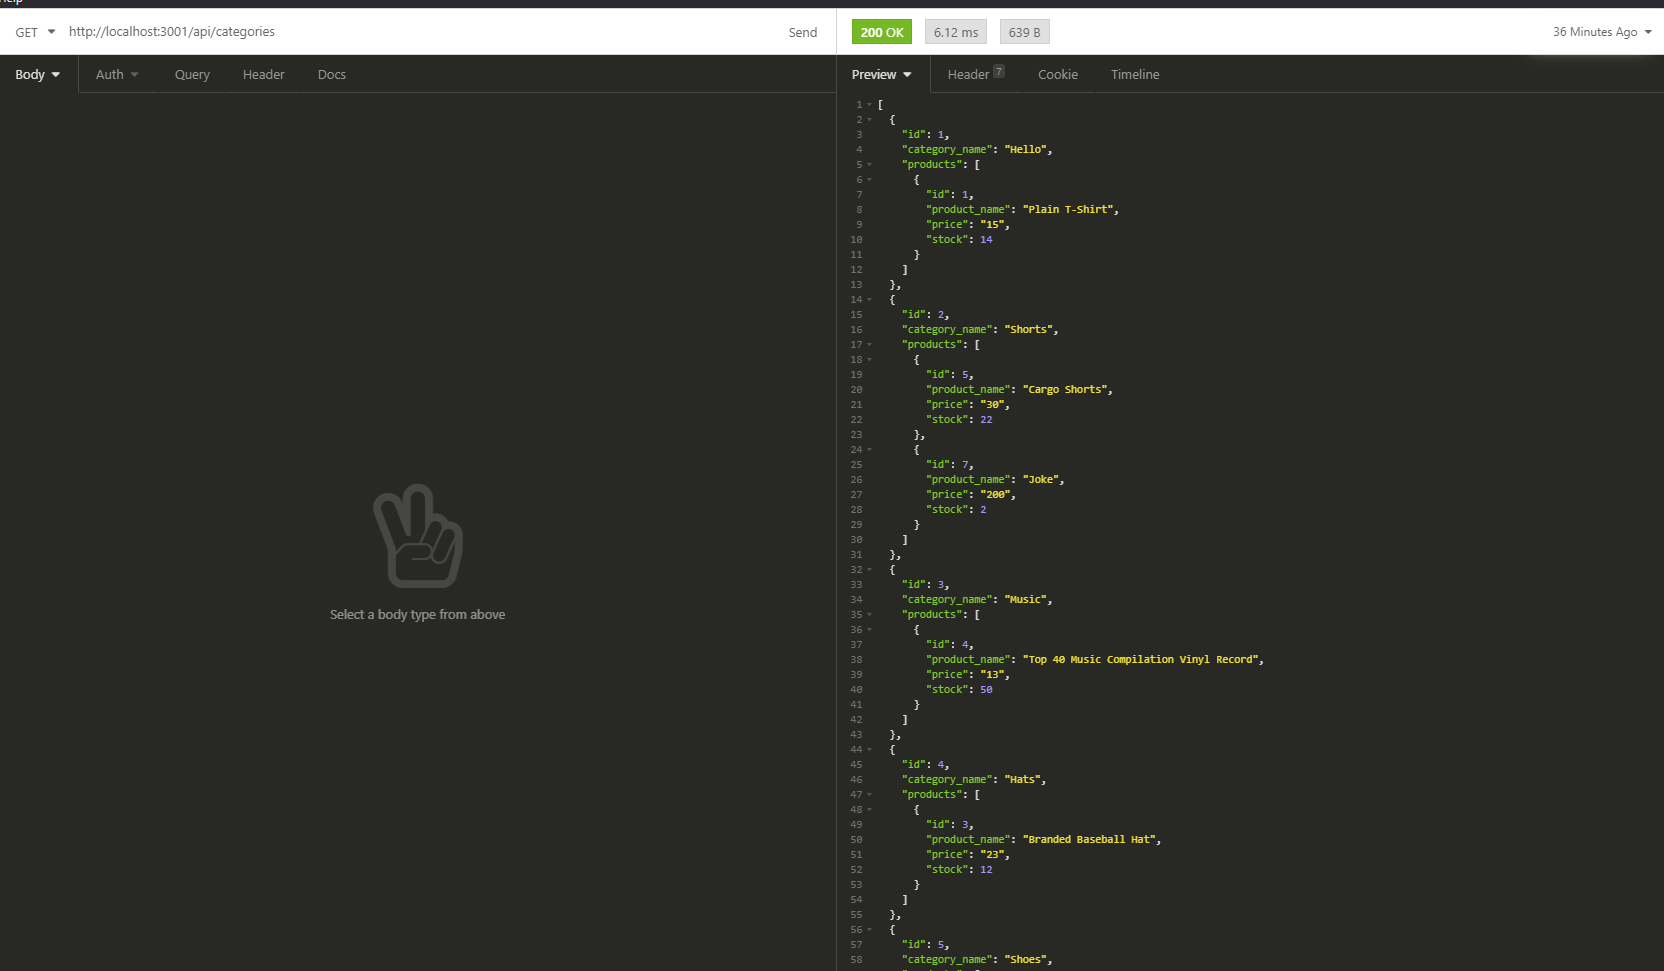 Help
GET http://localhost:3001/api/categories Send
200 OK 6.12 ms 639 B 36 Minutes Ago
Body Auth Query Header Docs
Preview Header 7 Cookie Timeline
Select a body type from above
1 [
2 {
3 "id": 1,
4 "category_name": "Hello",
5 "products": [
6 {
7 "id": 1,
8 "product_name": "Plain T-Shirt",
9 "price": "15",
10 "stock": 14
11 }
12 ]
13 },
14 {
15 "id": 2,
16 "category_name": "Shorts",
17 "products": [
18 {
19 "id": 5,
20 "product_name": "Cargo Shorts",
21 "price": "30",
22 "stock": 22
23 },
24 {
25 "id": 7,
26 "product_name": "Joke",
27 "price": "200",
28 "stock": 2
29 }
30 ]
31 },
32 {
33 "id": 3,
34 "category_name": "Music",
35 "products": [
36 {
37 "id": 4,
38 "product_name": "Top 40 Music Compilation Vinyl Record",
39 "price": "13",
40 "stock": 50
41 }
42 ]
43 },
44 {
45 "id": 4,
46 "category_name": "Hats",
47 "products": [
48 {
49 "id": 3,
50 "product_name": "Branded Baseball Hat",
51 "price": "23",
52 "stock": 12
53 }
54 ]
55 },
56 {
57 "id": 5,
58 "category_name": "Shoes",